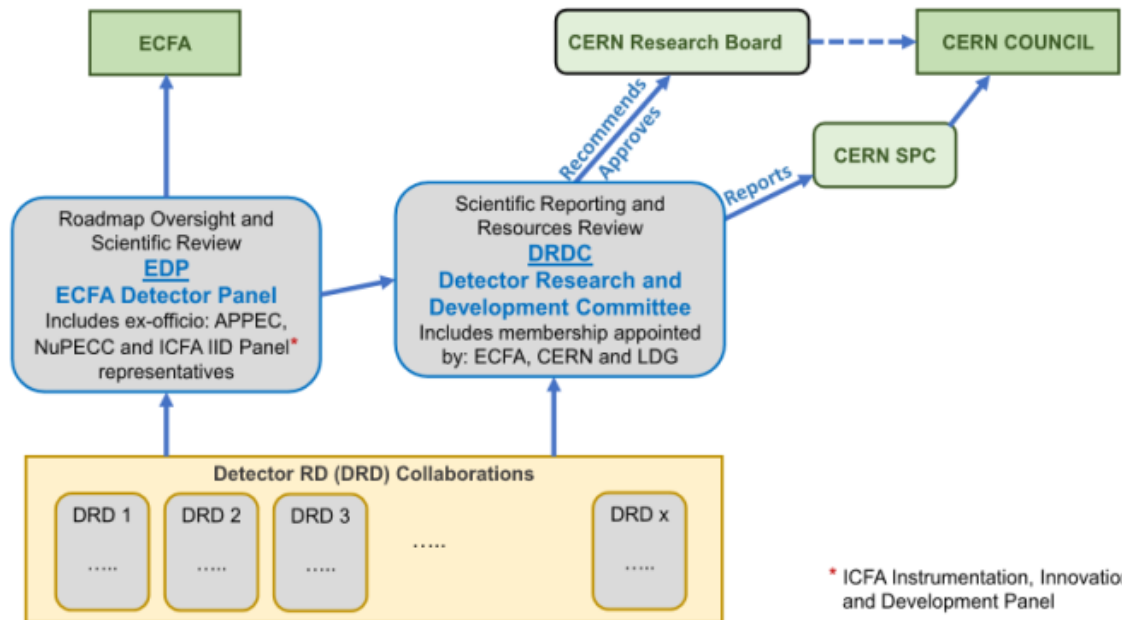 ECFA
CERN Research Board
CERN COUNCIL
Recommends
Approves
CERN SPC
Reports
Roadmap Oversight and
Scientific Review
EDP
ECFA Detector Panel
Includes ex-officio: APPEC,
NuPECC and ICFA IID Panel*
representatives
Scientific Reporting and
Resources Review
DRDC
Detector Research and
Development Committee
Includes membership appointed
by: ECFA, CERN and LDG
Detector RD (DRD) Collaborations
DRD 1
.....
DRD 2
.....
DRD 3
.....
.....
DRD x
.....
* ICFA Instrumentation, Innovation
and Development Panel